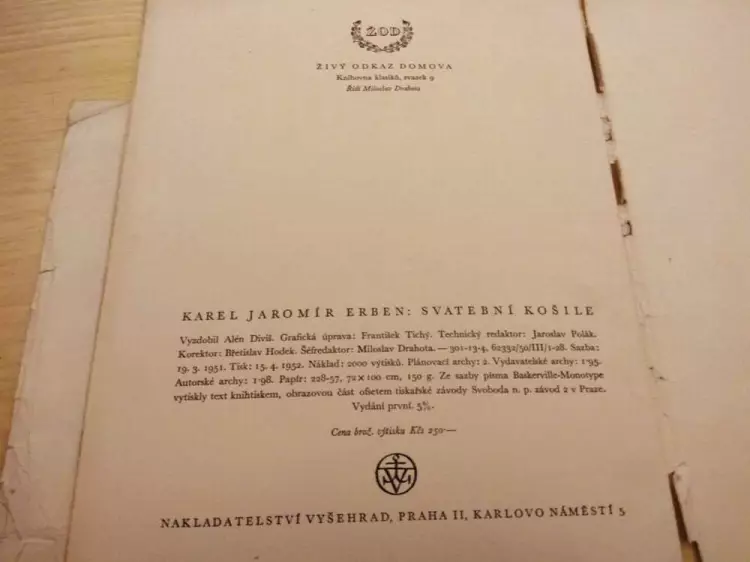 ŽOD
ŽIVÝ ODKAZ DOMOVA
Knihovna klasiků, svazek 9
Řídí Miloslav Drahota
KAREL JAROMÍR ERBEN: SVATEBNÍ KOŠILE
Vyzdobil Alén Diviš. Grafická úprava: František Tichý. Technický redaktor: Jaroslav Polák.
Korektor: Břetislav Hodek. Šéfredaktor: Miloslav Drahota. — 301-13-4, 62332/50/III/1-28. Sazba:
19. 3. 1951. Tisk: 15. 4. 1952. Náklad: 2000 výtisků. Plánovací archy: 2. Vydavatelské archy: 1·95.
Autorské archy: 1·98. Papír: 228-57, 72×100 cm, 150 g. Ze sazby písma Baskerville-Monotype
vytiskly text knihtiskem, obrazovou část ofsetem tiskařské závody Svoboda n. p. závod 2 v Praze.
Vydání první. 5%.
Cena brož. výtisku Kčs 250—
NAKLADATELSTVÍ VYŠEHRAD, PRAHA II, KARLOVO NÁMĚSTÍ 5